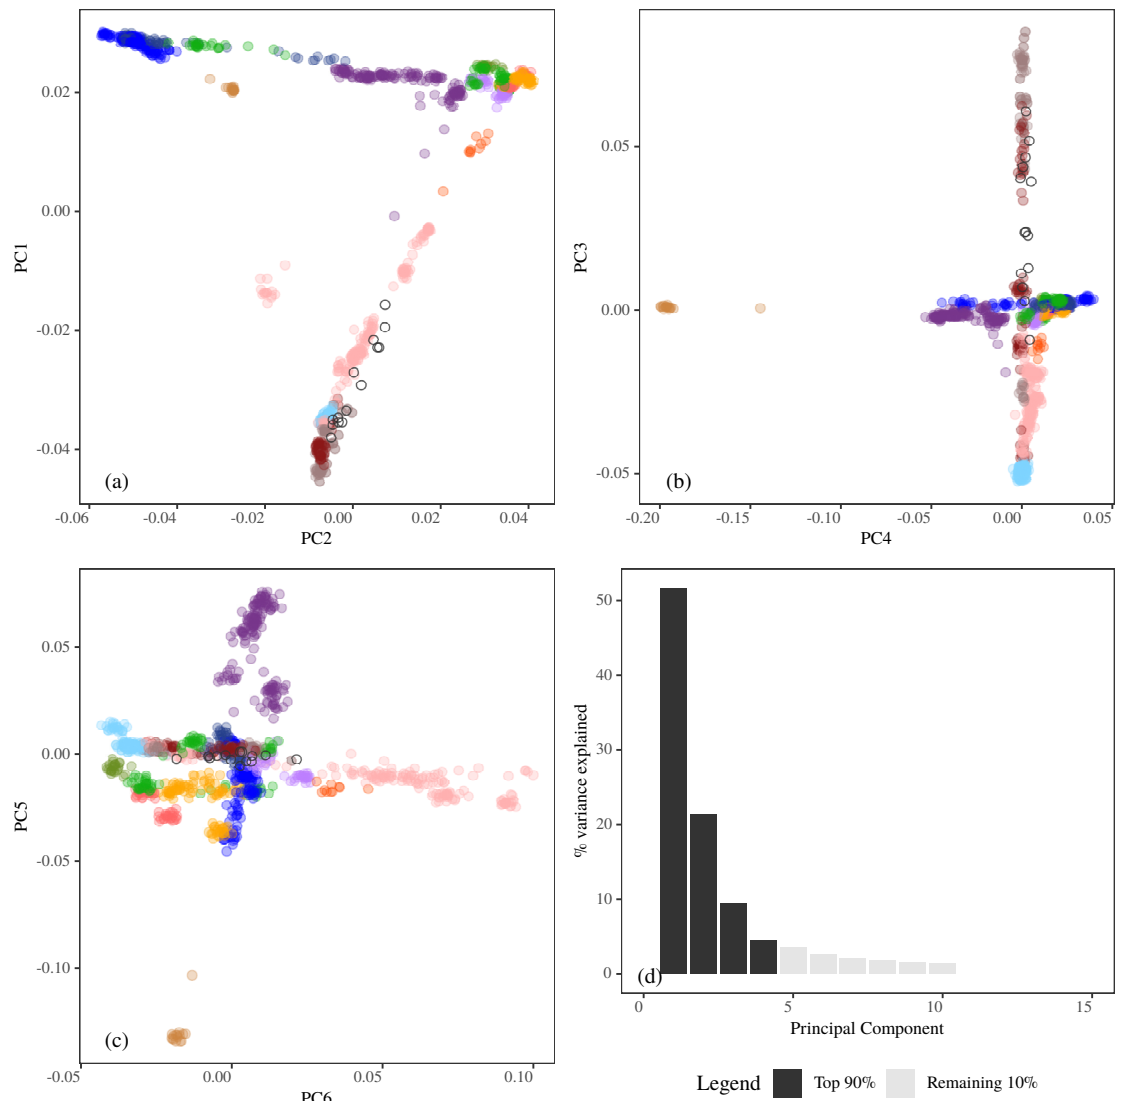 0.02
0.00
-0.02
-0.04
PC1
(a)
-0.06
-0.04
-0.02
0.00
0.02
0.04
PC2
0.05
0.00
-0.05
PC3
(b)
-0.20
-0.15
-0.10
-0.05
0.00
0.05
PC4
0.05
0.00
-0.05
-0.10
PC5
(c)
-0.05
0.00
0.05
0.10
PC6
50
40
30
20
10
0
% variance explained
(d)
0
5
10
15
Principal Component
Legend Top 90% Remaining 10%